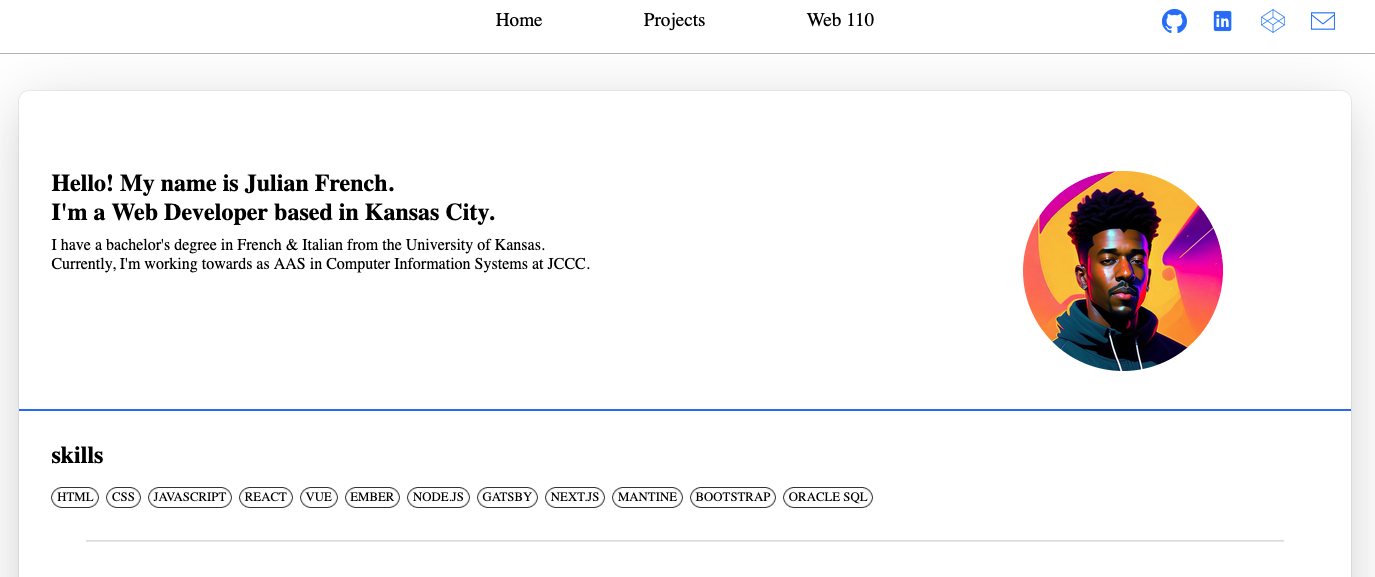 Home Projects Web 110
Hello! My name is Julian French.
I'm a Web Developer based in Kansas City.
I have a bachelor's degree in French & Italian from the University of Kansas.
Currently, I'm working towards as AAS in Computer Information Systems at JCCC.
skills
HTML CSS JAVASCRIPT REACT VUE EMBER NODE.JS GATSBY NEXT.JS MANTINE BOOTSTRAP ORACLE SQL